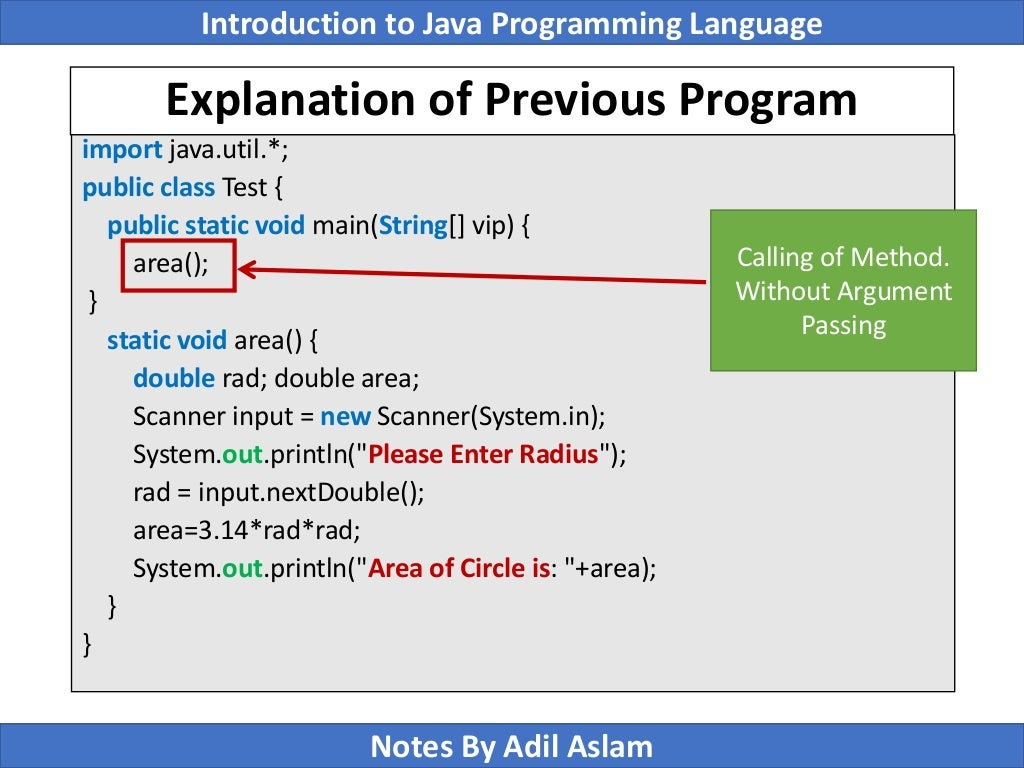 Introduction to Java Programming Language
Explanation of Previous Program
import java.util.*;
public class Test {
public static void main(String[] vip) {
area();
}
static void area() {
double rad; double area;
Scanner input = new Scanner(System.in);
System.out.println("Please Enter Radius");
rad = input.nextDouble();
area=3.14*rad*rad;
System.out.println("Area of Circle is: "+area);
}
}
Calling of Method.
Without Argument
Passing
Notes By Adil Aslam